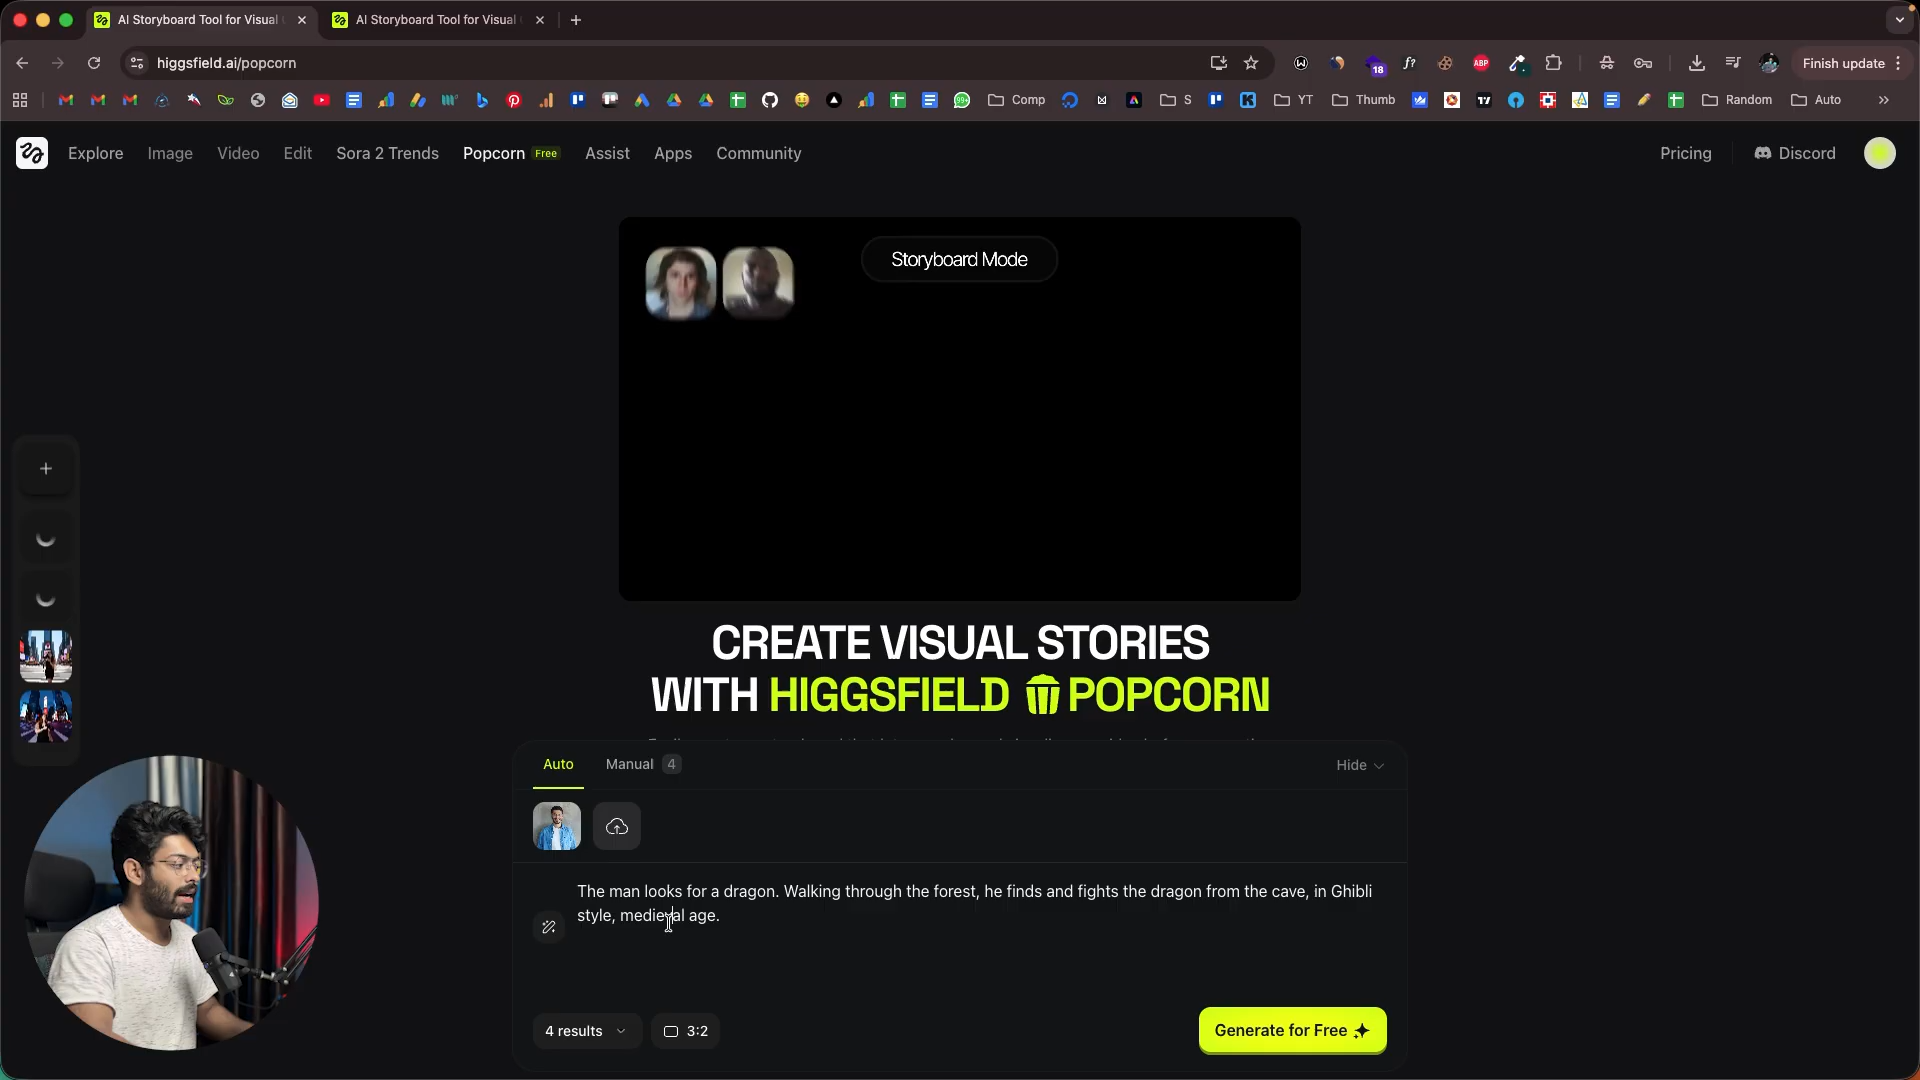 AI Storyboard Tool for Visual
AI Storyboard Tool for Visual
higgsfield.ai/popcorn
18
f?
ABP
Finish update
99+
Comp
S
YT
Thumb
Random
Auto
Explore
Image
Video
Edit
Sora 2 Trends
Popcorn Free
Assist
Apps
Community
Pricing
Discord
Storyboard Mode
CREATE VISUAL STORIES
WITH HIGGSFIELD POPCORN
Auto
Manual 4
Hide
The man looks for a dragon. Walking through the forest, he finds and fights the dragon from the cave, in Ghibli
style, medieval age.
4 results
3:2
Generate for Free